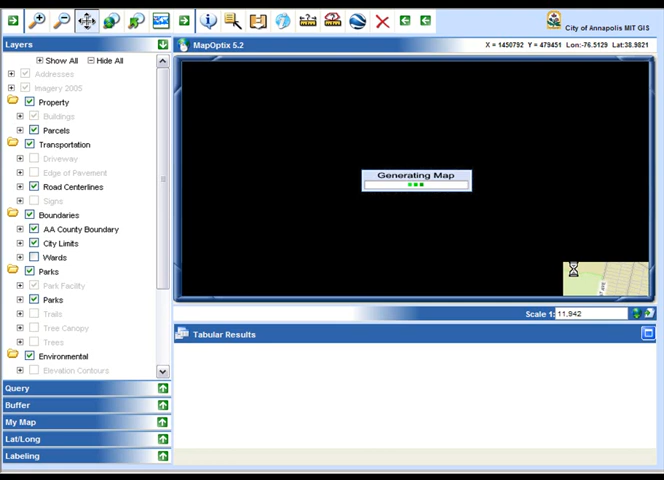 City of Annapolis MIT GIS
Layers
MapOptix 5.2
X = 1450792 Y = 479451 Lon:-76.5129 Lat:38.9821
Show All
Hide All
Addresses
Imagery 2005
Property
Buildings
Parcels
Transportation
Driveway
Edge of Pavement
Road Centerlines
Signs
Boundaries
AA County Boundary
City Limits
Wards
Parks
Park Facility
Parks
Trails
Tree Canopy
Trees
Environmental
Elevation Contours
Generating Map
Scale 1: 11,942
Tabular Results
Query
Buffer
My Map
Lat/Long
Labeling